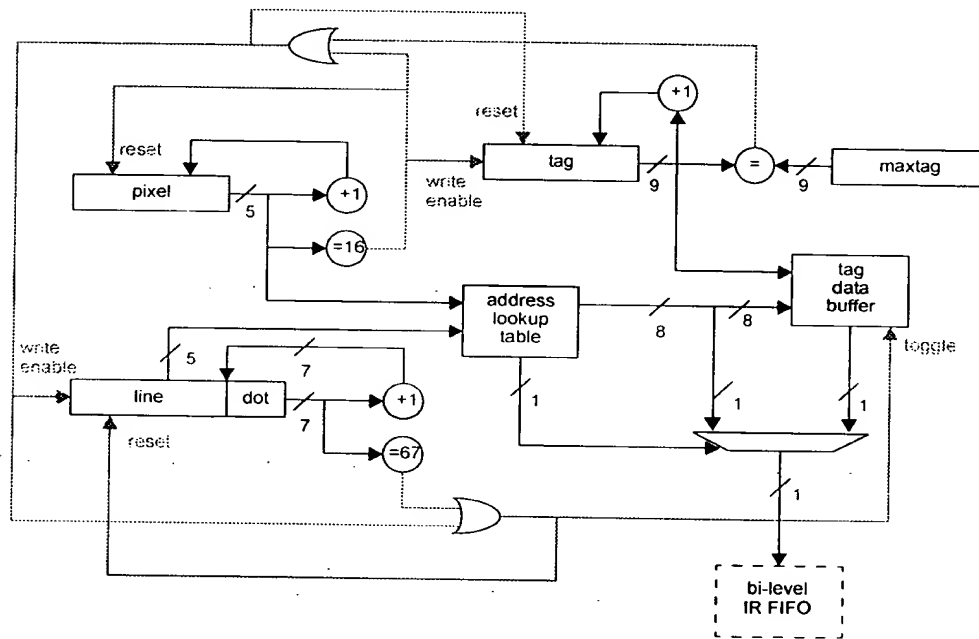 reset
+1
reset
tag
=
maxtag
9
9
write
enable
pixel
5
+1
=16
address
lookup
table
8
8
tag
data
buffer
toggle
write
enable
5
7
line
dot
7
+1
1
1
1
reset
=67
1
bi-level
IR FIFO